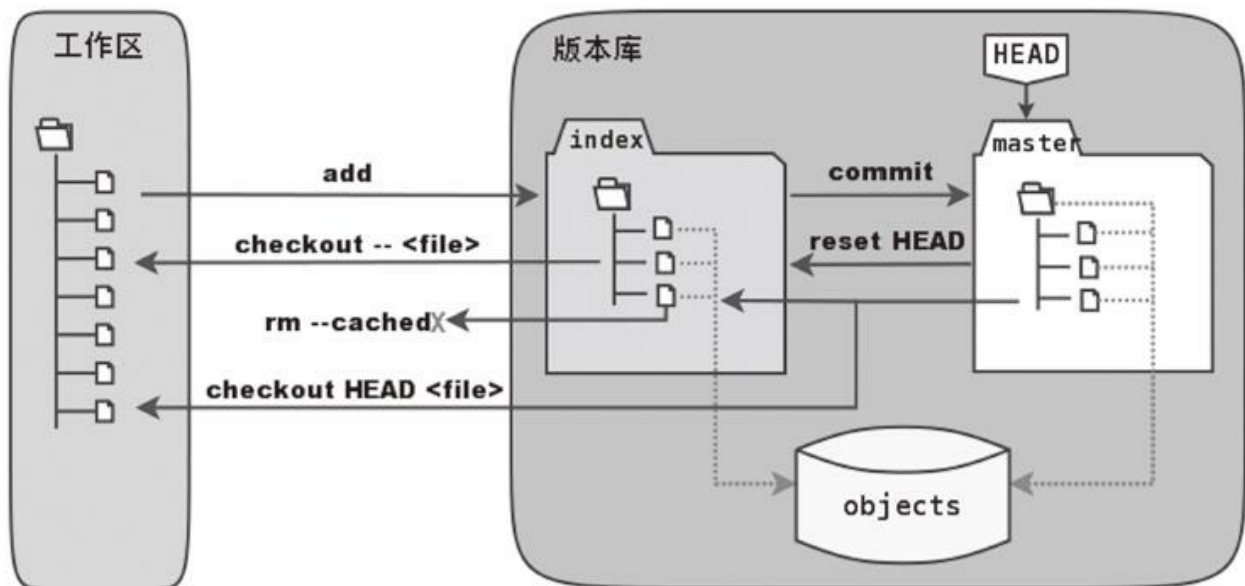 工作区
版本库
HEAD
index
master
add
commit
checkout -- <file>
reset HEAD
rm --cachedX
checkout HEAD <file>
objects